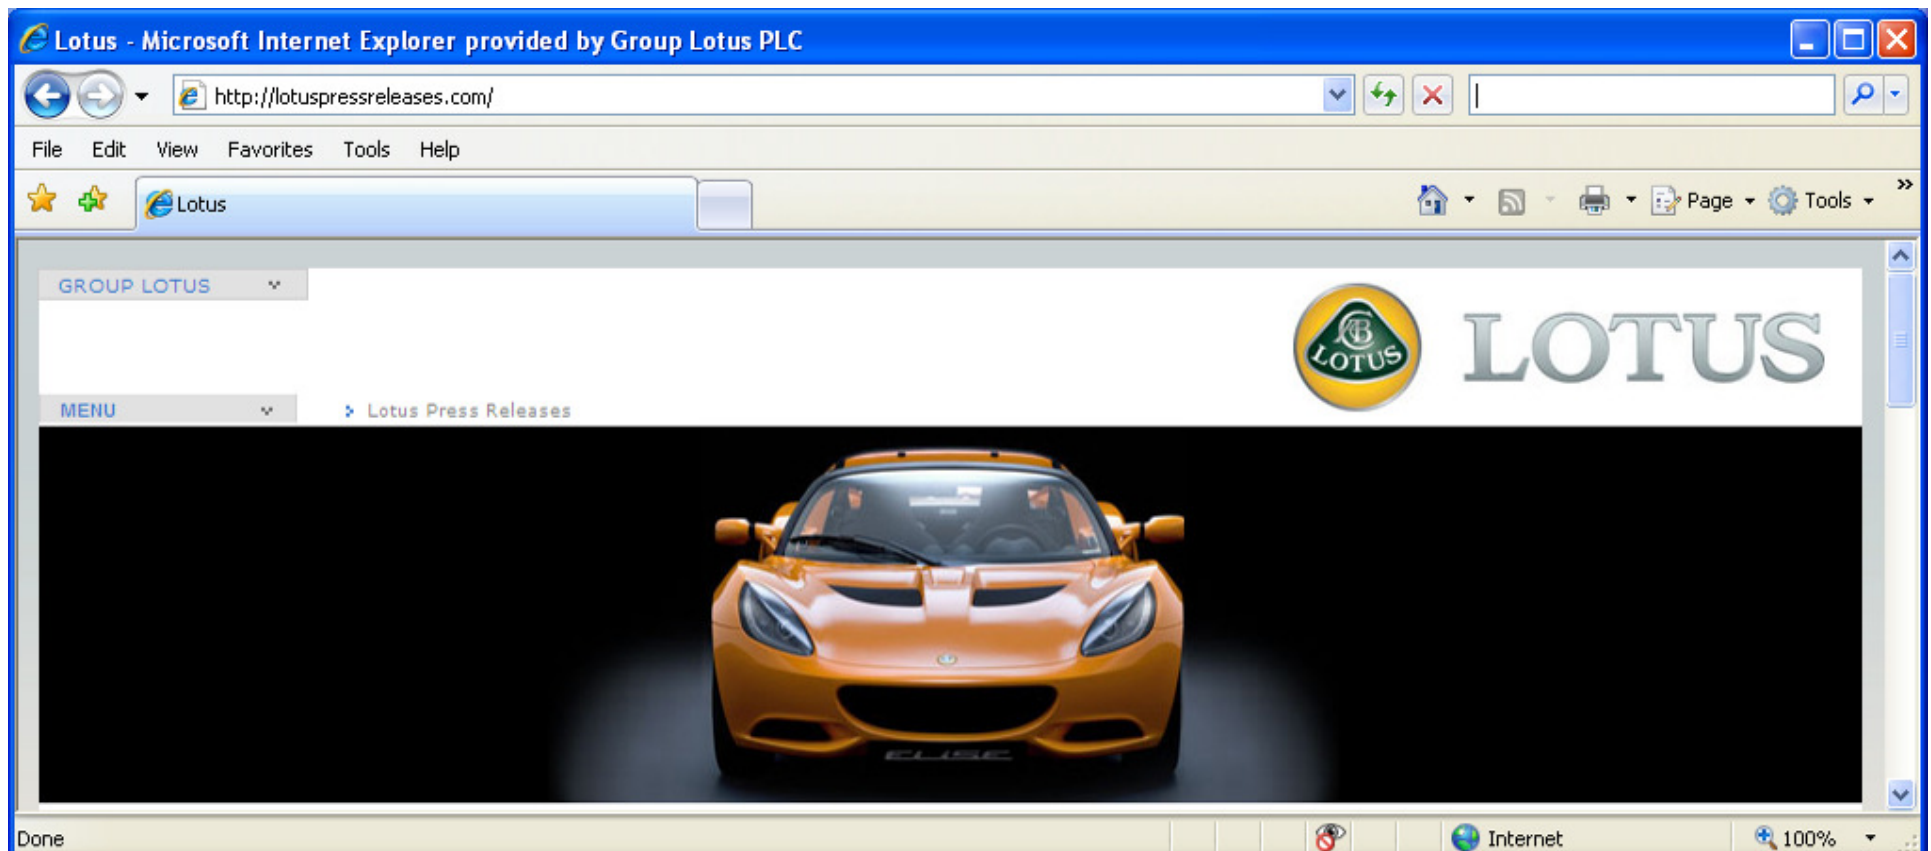 Lotus - Microsoft Internet Explorer provided by Group Lotus PLC
http://lotuspressreleases.com/
File Edit View Favorites Tools Help
Lotus
Page Tools »
GROUP LOTUS
LOTUS
LOTUS
MENU
Lotus Press Releases
ELISE
Done
Internet
100%